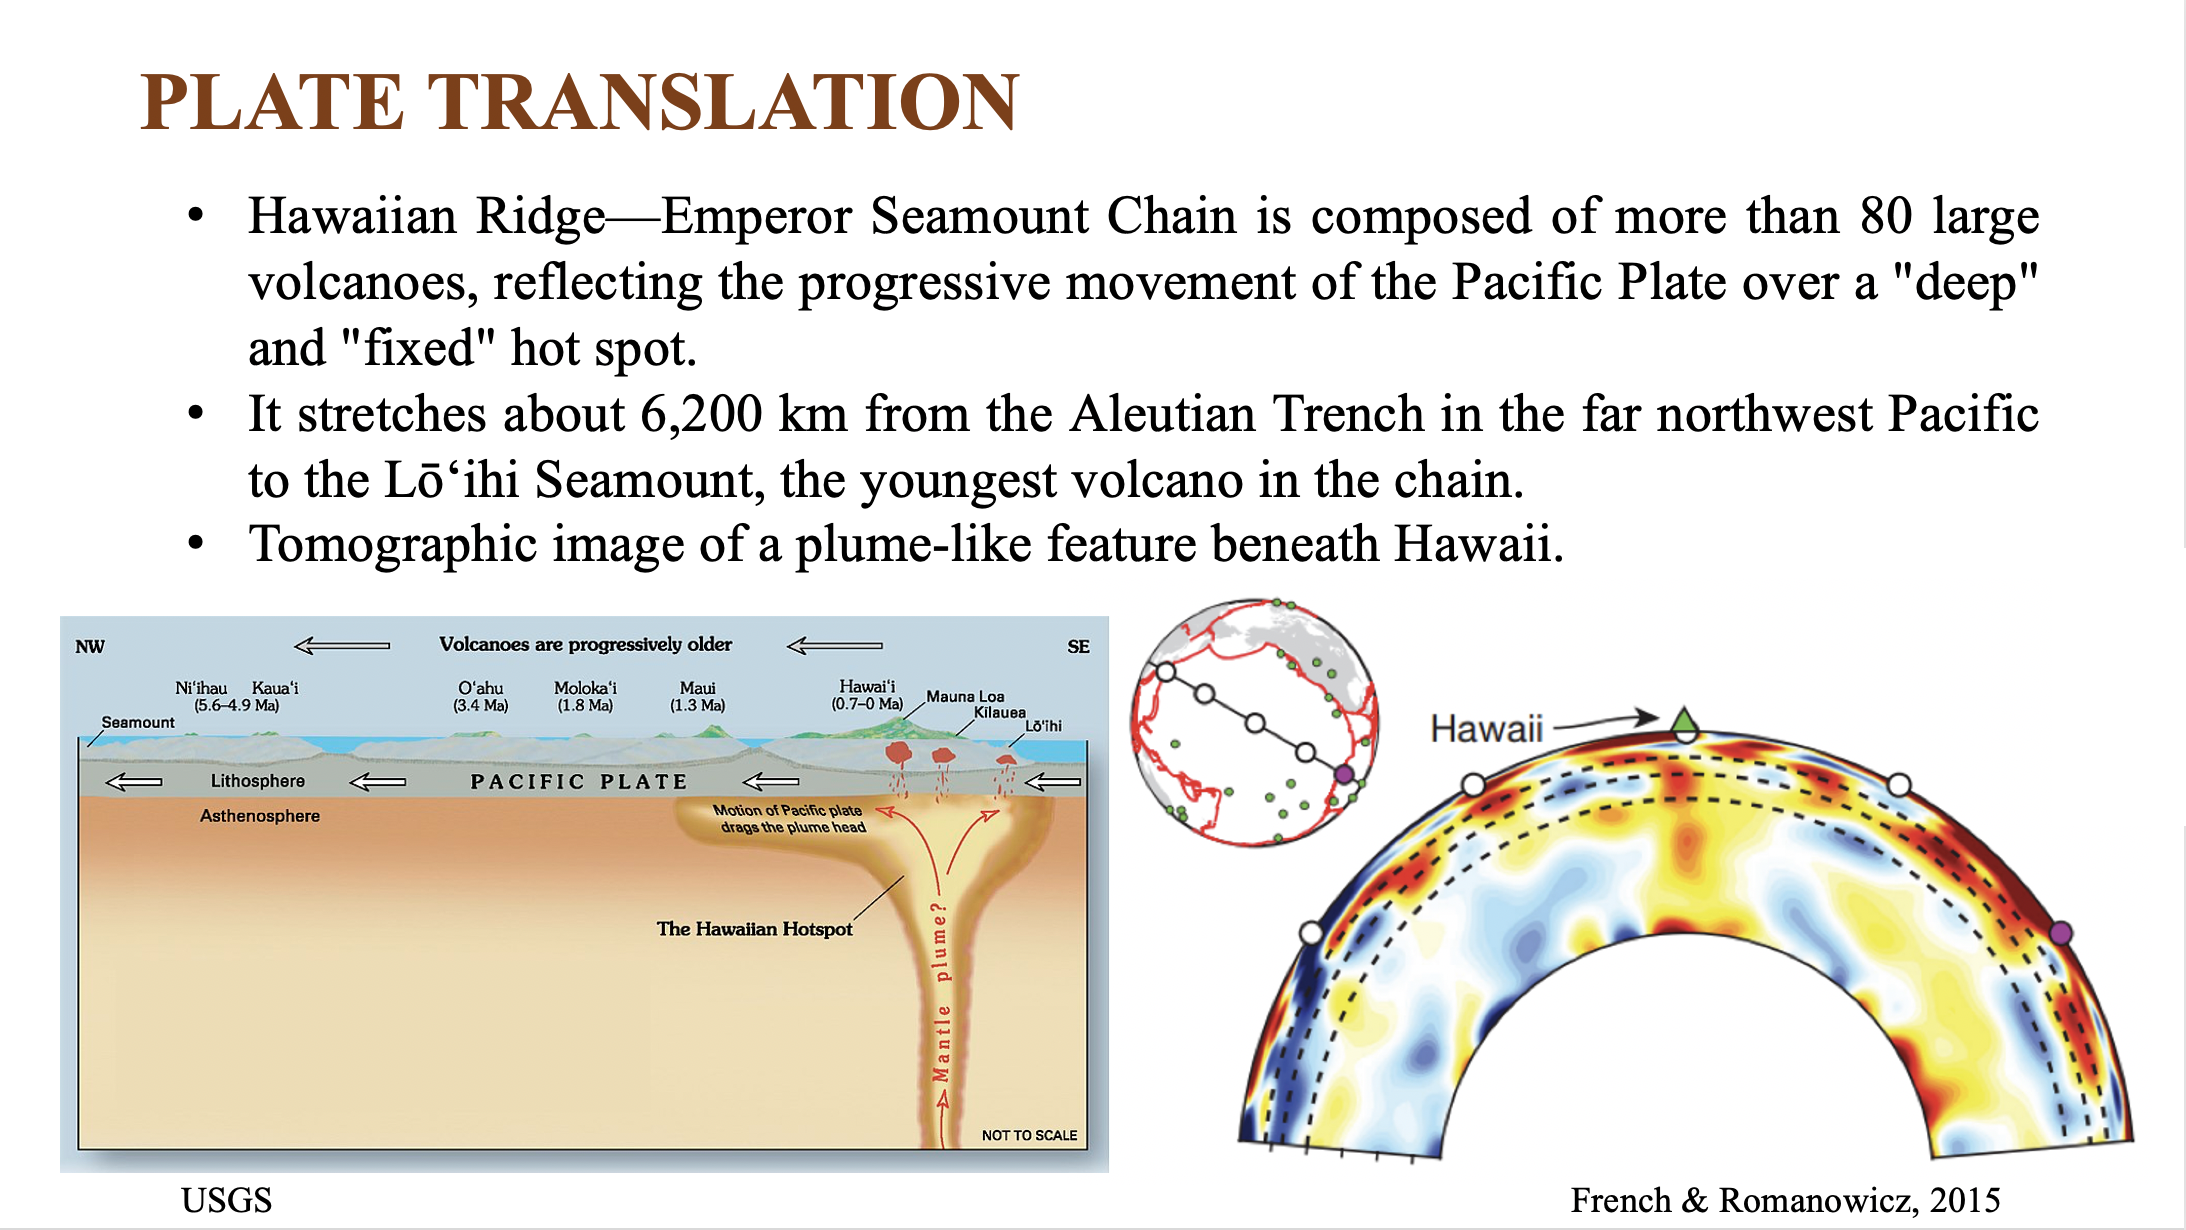 PLATE TRANSLATION
• Hawaiian Ridge—Emperor Seamount Chain is composed of more than 80 large
volcanoes, reflecting the progressive movement of the Pacific Plate over a "deep"
and "fixed" hot spot.
• It stretches about 6,200 km from the Aleutian Trench in the far northwest Pacific
to the Lōʻihi Seamount, the youngest volcano in the chain.
• Tomographic image of a plume-like feature beneath Hawaii.
NW
Volcanoes are progressively older
SE
Niʻihau
Kauaʻi
(5.6–4.9 Ma)
Oʻahu
(3.4 Ma)
Molokaʻi
(1.8 Ma)
Maui
(1.3 Ma)
Hawaiʻi
(0.7–0 Ma)
Mauna Loa
Kilauea
Lōʻihi
Seamount
Lithosphere
PACIFIC PLATE
Asthenosphere
Motion of Pacific plate
drags the plume head
The Hawaiian Hotspot
Mantle plume?
NOT TO SCALE
USGS
Hawaii
French & Romanowicz, 2015